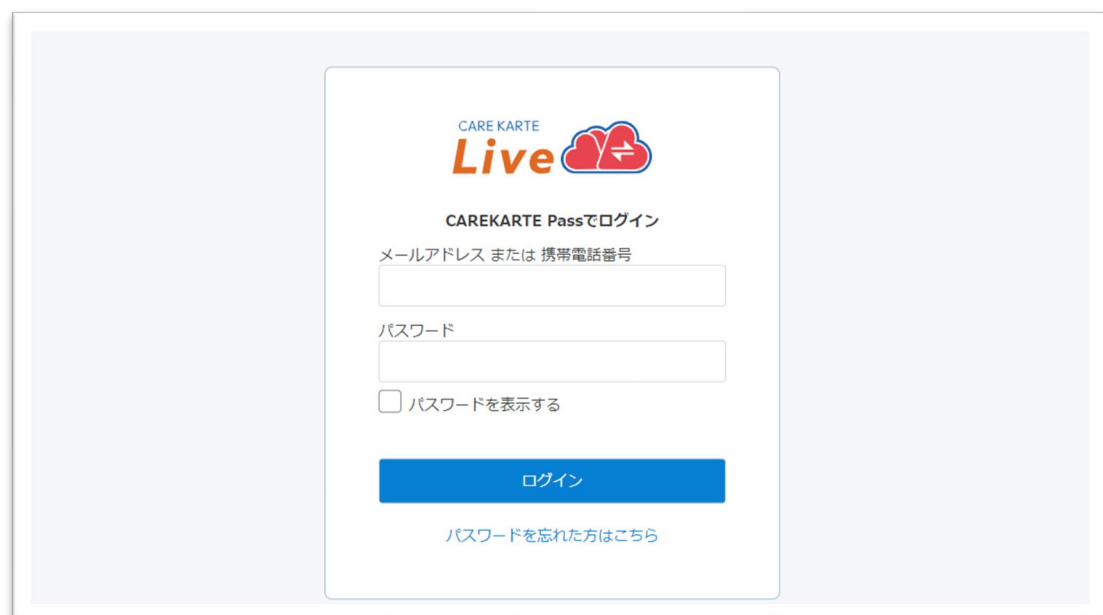 CARE KARTE
Live
CAREKARTE Passでログイン
メールアドレス または 携帯電話番号
パスワード
パスワードを表示する
ログイン
パスワードを忘れた方はこちら